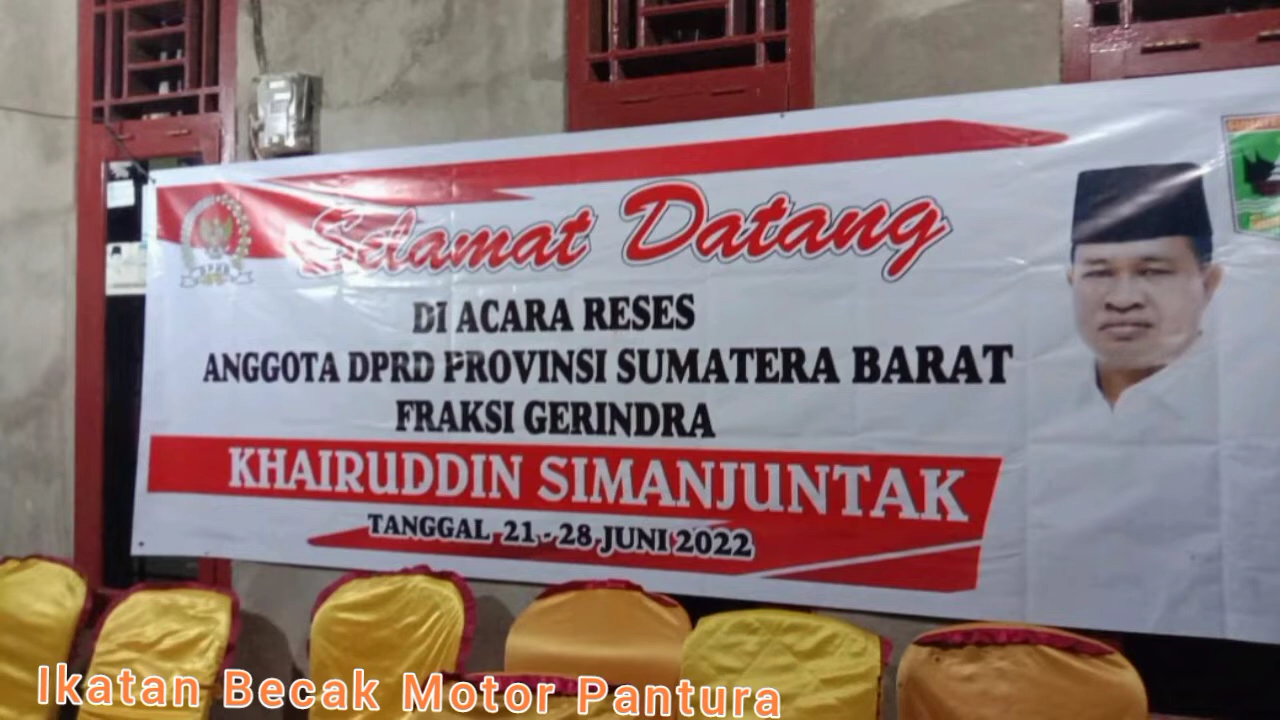 Selamat Datang
DI ACARA RESES
ANGGOTA DPRD PROVINSI SUMATERA BARAT
FRAKSI GERINDRA
KHAIRUDDIN SIMANJUNTAK
TANGGAL 21 - 28 JUNI 2022
Ikatan Becak Motor Pantura